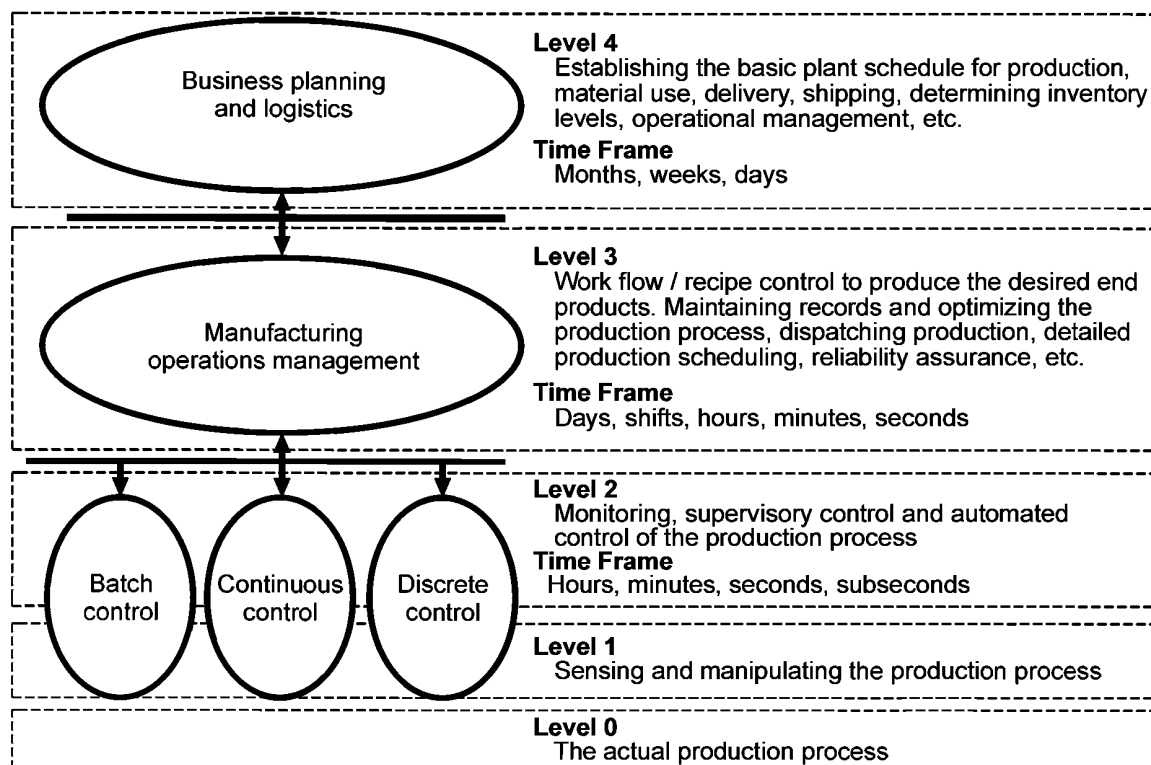 Business planning
and logistics
Level 4
Establishing the basic plant schedule for production,
material use, delivery, shipping, determining inventory
levels, operational management, etc.
Time Frame
Months, weeks, days
Manufacturing
operations management
Level 3
Work flow / recipe control to produce the desired end
products. Maintaining records and optimizing the
production process, dispatching production, detailed
production scheduling, reliability assurance, etc.
Time Frame
Days, shifts, hours, minutes, seconds
Batch
control
Continuous
control
Discrete
control
Level 2
Monitoring, supervisory control and automated
control of the production process
Time Frame
Hours, minutes, seconds, subseconds
Level 1
Sensing and manipulating the production process
Level 0
The actual production process